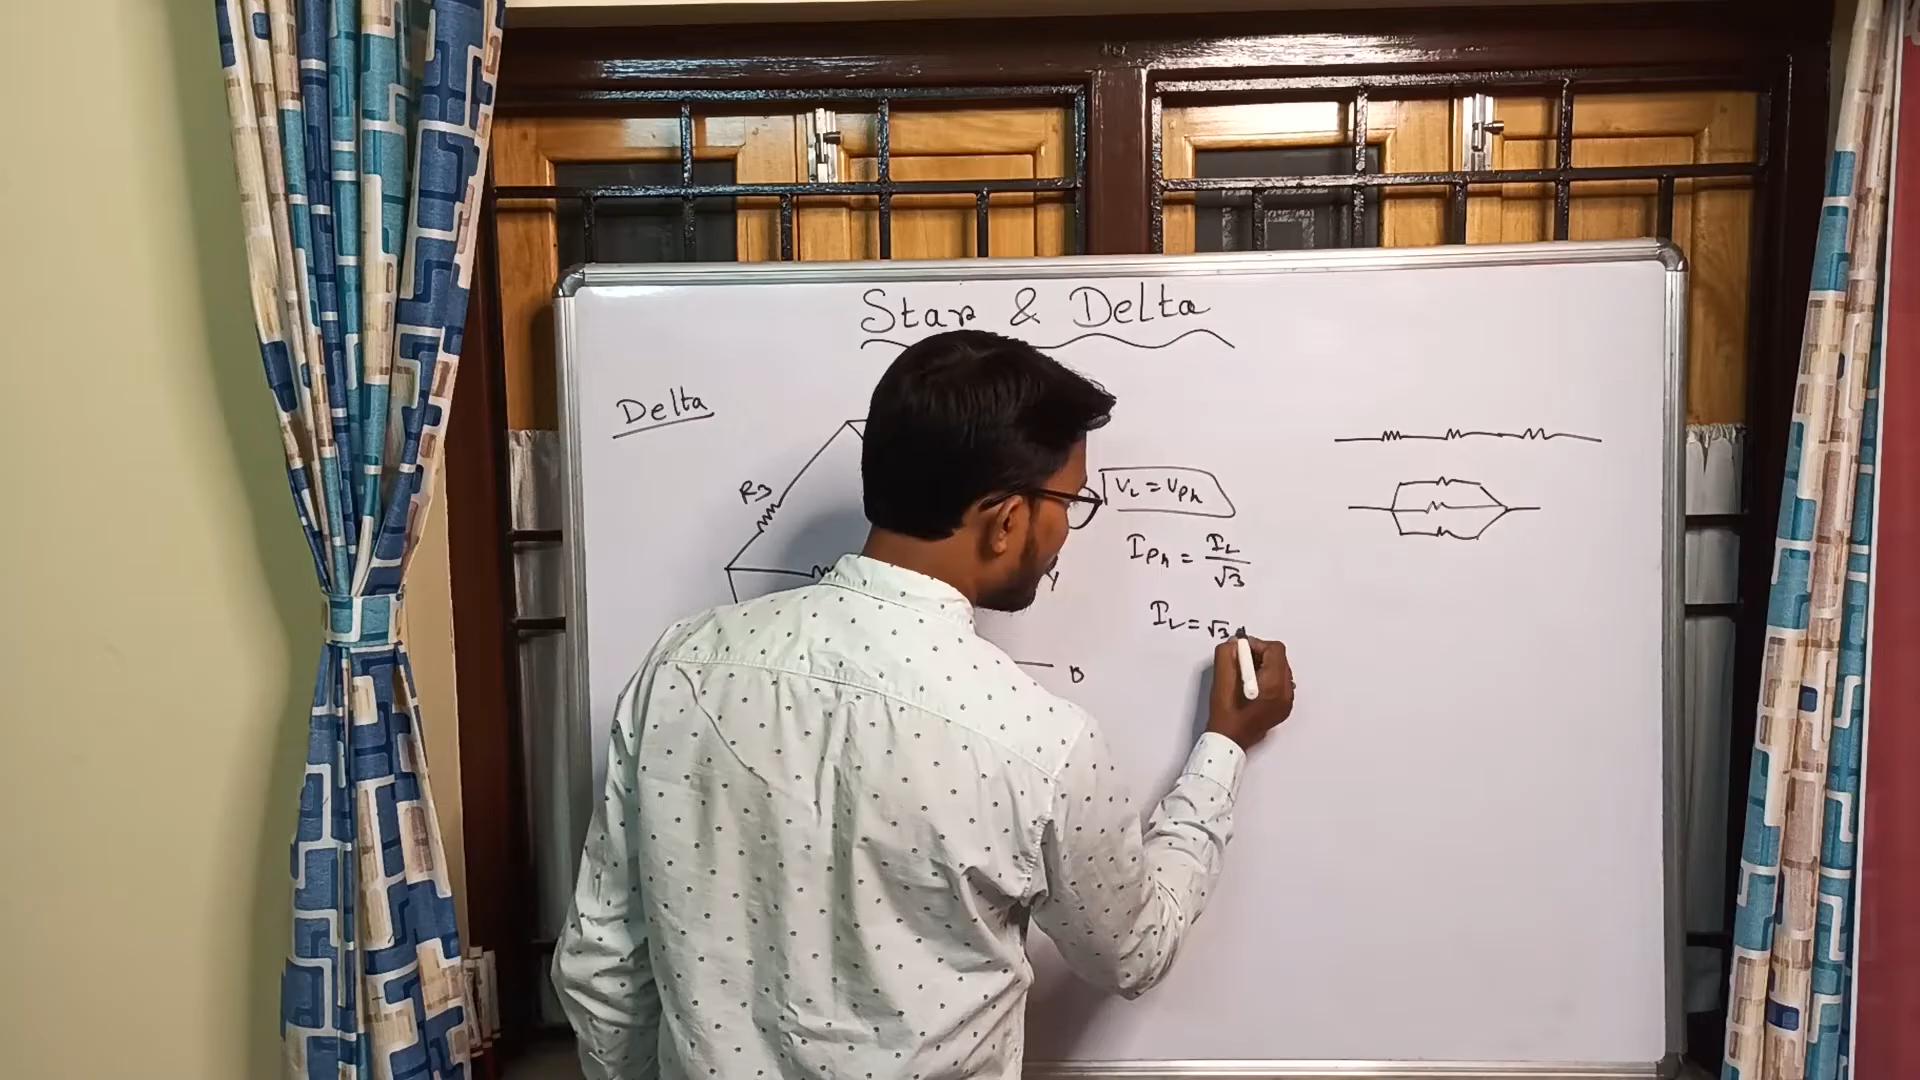 Star & Delta
Delta
R3
VL = VPh
IPh = IL/√3
IL = √3
Y
B